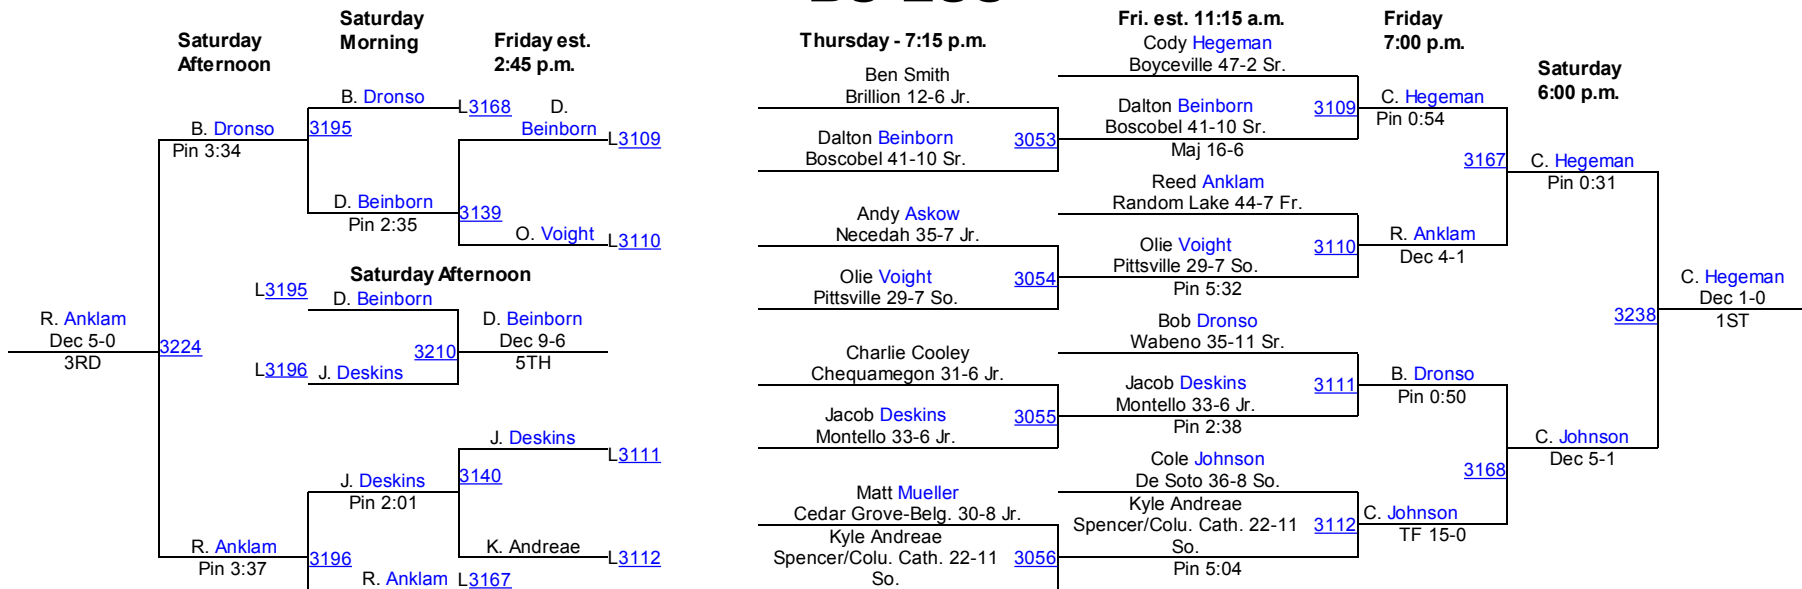 Saturday
Afternoon
Saturday
Morning
Friday est.
2:45 p.m.
Thursday - 7:15 p.m.
Fri. est. 11:15 a.m.
Friday
7:00 p.m.
Saturday
6:00 p.m.
B. Dronso
L3168
D.
Beinborn
L3109
B. Dronso
Pin 3:34
3195
D. Beinborn
Pin 2:35
3139
O. Voight
L3110
Saturday Afternoon
L3195
D. Beinborn
R. Anklam
Dec 5-0
3RD
3224
3210
D. Beinborn
Dec 9-6
5TH
L3196
J. Deskins
J. Deskins
L3111
J. Deskins
Pin 2:01
3140
R. Anklam
Pin 3:37
3196
K. Andreae
L3112
R. Anklam
L3167
Ben Smith
Brillion 12-6 Jr.
Dalton Beinborn
Boscobel 41-10 Sr.
3053
Andy Askow
Necedah 35-7 Jr.
Olie Voight
Pittsville 29-7 So.
3054
Charlie Cooley
Chequamegon 31-6 Jr.
Jacob Deskins
Montello 33-6 Jr.
3055
Matt Mueller
Cedar Grove-Belg. 30-8 Jr.
Kyle Andreae
Spencer/Colu. Cath. 22-11
So.
3056
Cody Hegeman
Boyceville 47-2 Sr.
Dalton Beinborn
Boscobel 41-10 Sr.
Maj 16-6
3109
Reed Anklam
Random Lake 44-7 Fr.
Olie Voight
Pittsville 29-7 So.
Pin 5:32
3110
Bob Dronso
Wabeno 35-11 Sr.
Jacob Deskins
Montello 33-6 Jr.
Pin 2:38
3111
Cole Johnson
De Soto 36-8 So.
Kyle Andreae
Spencer/Colu. Cath. 22-11
So.
Pin 5:04
3112
C. Hegeman
Pin 0:54
3167
R. Anklam
Dec 4-1
B. Dronso
Pin 0:50
3168
C. Johnson
TF 15-0
C. Hegeman
Pin 0:31
3238
C. Johnson
Dec 5-1
C. Hegeman
Dec 1-0
1ST